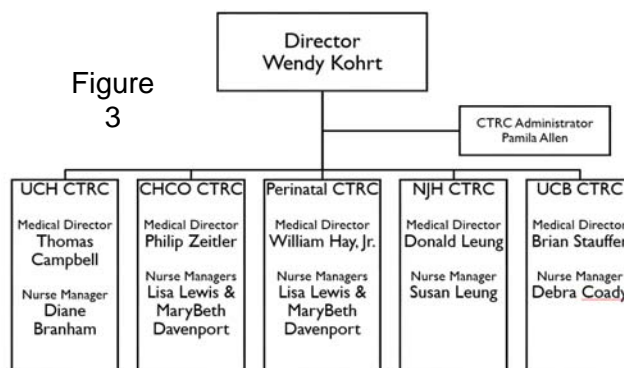 Director
Wendy Kohrt
Figure
3
CTRC Administrator
Pamila Allen
UCH CTRC
Medical Director
Thomas
Campbell
Nurse Manager
Diane
Branham
CHCO CTRC
Medical Director
Philip Zeitler
Nurse Managers
Lisa Lewis &
MaryBeth
Davenport
Perinatal CTRC
Medical Director
William Hay, Jr.
Nurse Managers
Lisa Lewis &
MaryBeth
Davenport
NJH CTRC
Medical Director
Donald Leung
Nurse Manager
Susan Leung
UCB CTRC
Medical Director
Brian Stauffer
Nurse Manager
Debra Coady